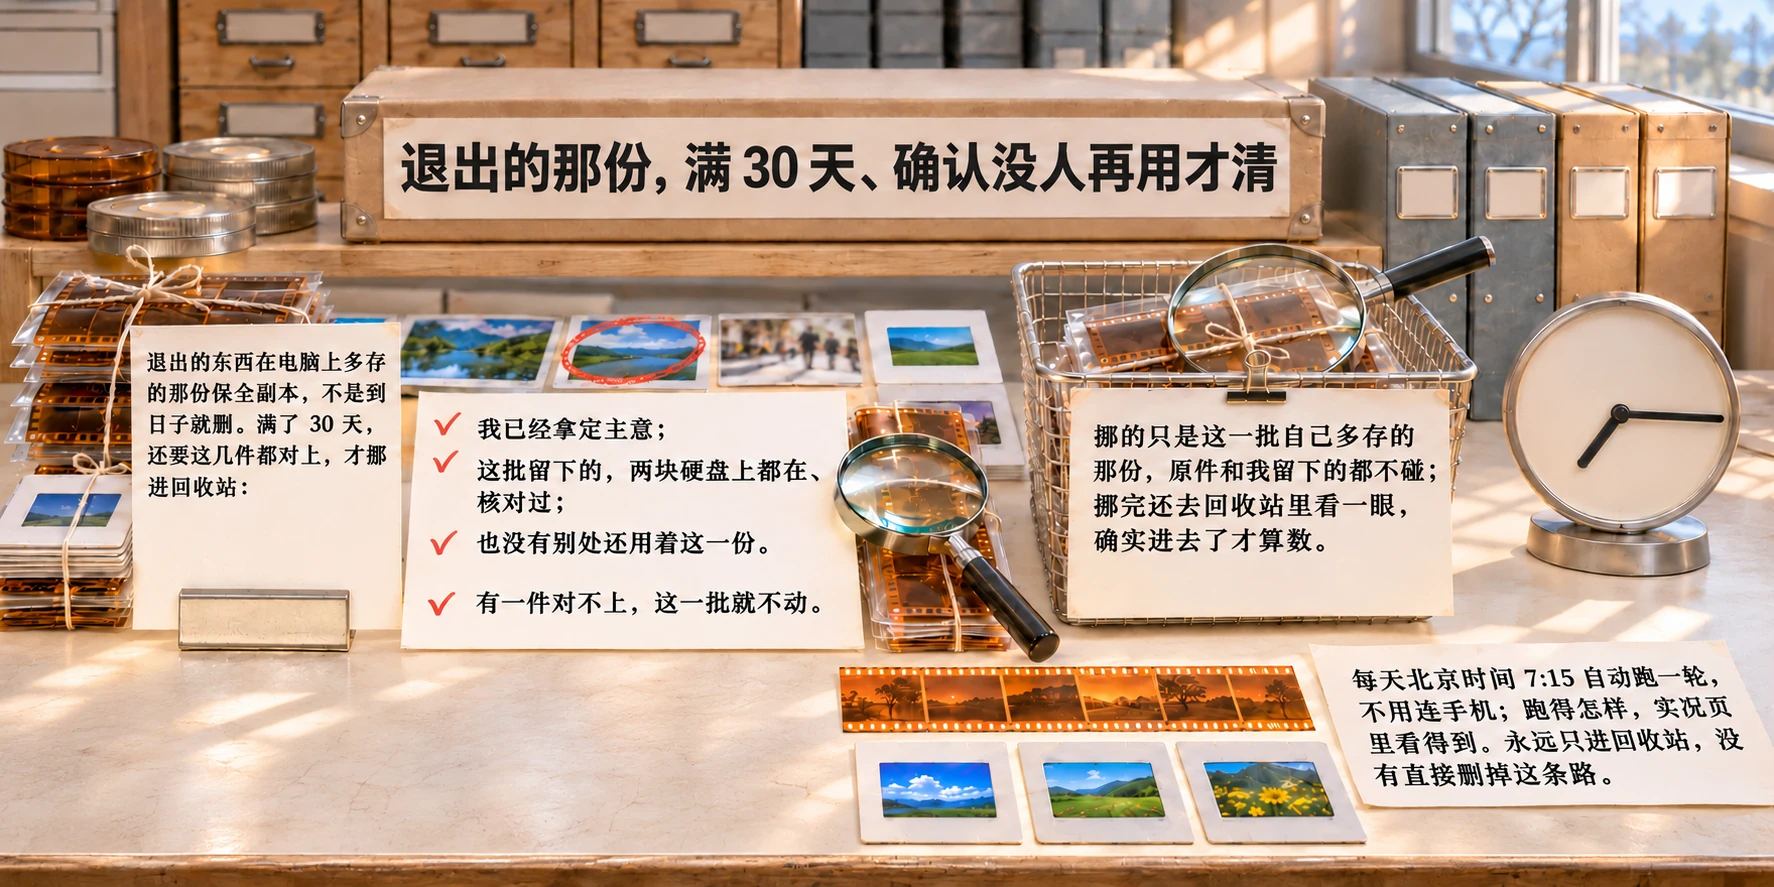 退出的那份，满 30 天、确认没人再用才清
退出的东西在电脑上多存
的那份保全副本，不是到
日子就删。满了 30 天，
还要这几件都对上，才挪
进回收站：
我已经拿定主意；
这批留下的，两块硬盘上都在、
核对过；
也没有别处还用着这一份。
有一件对不上，这一批就不动。
挪的只是这一批自己多存的
那份，原件和我留下的都不碰；
挪完还去回收站里看一眼，
确实进去了才算数。
每天北京时间 7:15 自动跑一轮，
不用连手机；跑得怎样，实况页
里看得到。永远只进回收站，没
有直接删掉这条路。